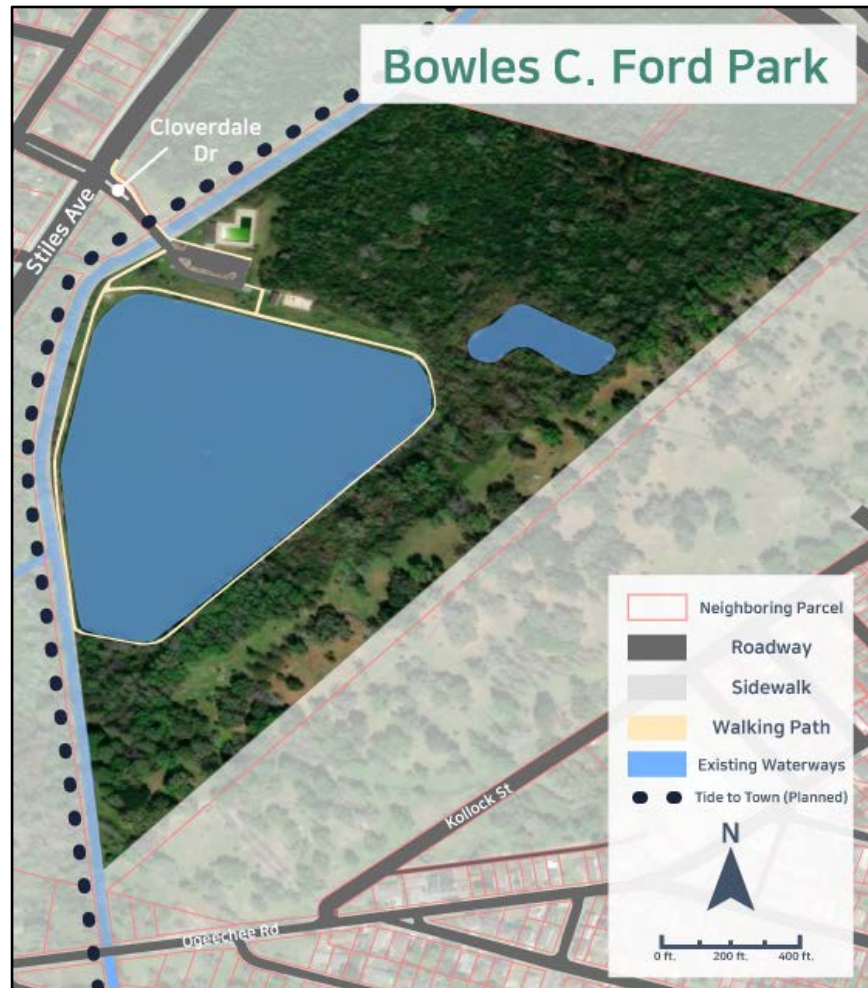 Bowles C. Ford Park
Cloverdale
Dr
Stiles Ave
Neighboring Parcel
Roadway
Sidewalk
Walking Path
Existing Waterways
Tide to Town (Planned)
Kollock St
N
Ogeechee Rd
0 ft. 200 ft. 400 ft.